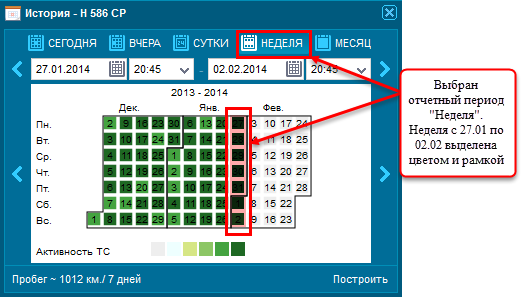 История - Н 586 СР
СЕГОДНЯ ВЧЕРА СУТКИ НЕДЕЛЯ МЕСЯЦ
27.01.2014 20:45 - 02.02.2014 20:45
2013 - 2014
Дек. Янв. Фев.
Пн. 2 9 16 23 30 6 13 20 27 3 10 17 24
Вт. 3 10 17 24 31 7 14 21 4 11 18 25
Ср. 4 11 18 25 1 8 15 22 5 12 19 26
Чт. 5 12 19 26 2 9 16 23 6 13 20 27
Пт. 6 13 20 27 3 10 17 24 31 7 14 21 28
Сб. 7 14 21 28 4 11 18 25 1 8 15 22
Вс. 1 8 15 22 29 5 12 19 26 2 9 16 23
Активность ТС
Пробег ~ 1012 км./ 7 дней Построить
Выбран
отчетный период
"Неделя".
Неделя с 27.01 по
02.02 выделена
цветом и рамкой